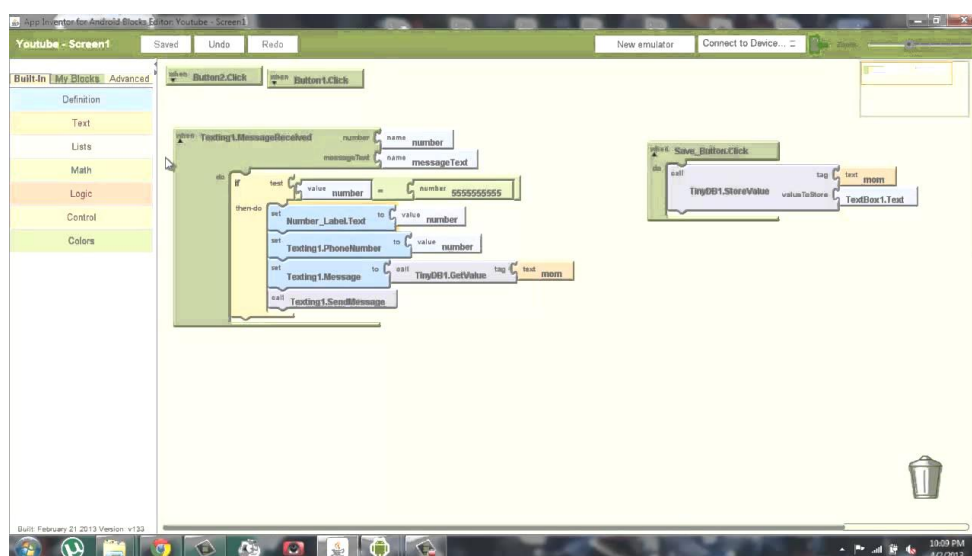 App Inventor for Android Blocks Editor: Youtube - Screen1
Youtube - Screen1
Saved
Undo
Redo
New emulator
Connect to Device...
Zoom
Built-In
My Blocks
Advanced
Definition
Text
Lists
Math
Logic
Control
Colors
when Button2.Click
when Button1.Click
when Texting1.MessageReceived number name number
messageText name messageText
do if test value number = number 5555555555
then-do set Number_Label.Text to value number
set Texting1.PhoneNumber to value number
set Texting1.Message to call TinyDB1.GetValue tag text mom
call Texting1.SendMessage
when Save_Button.Click
do call TinyDB1.StoreValue tag text mom
valueToStore TextBox1.Text
Built: February 21 2013 Version v133
10:09 PM
4/2/2013